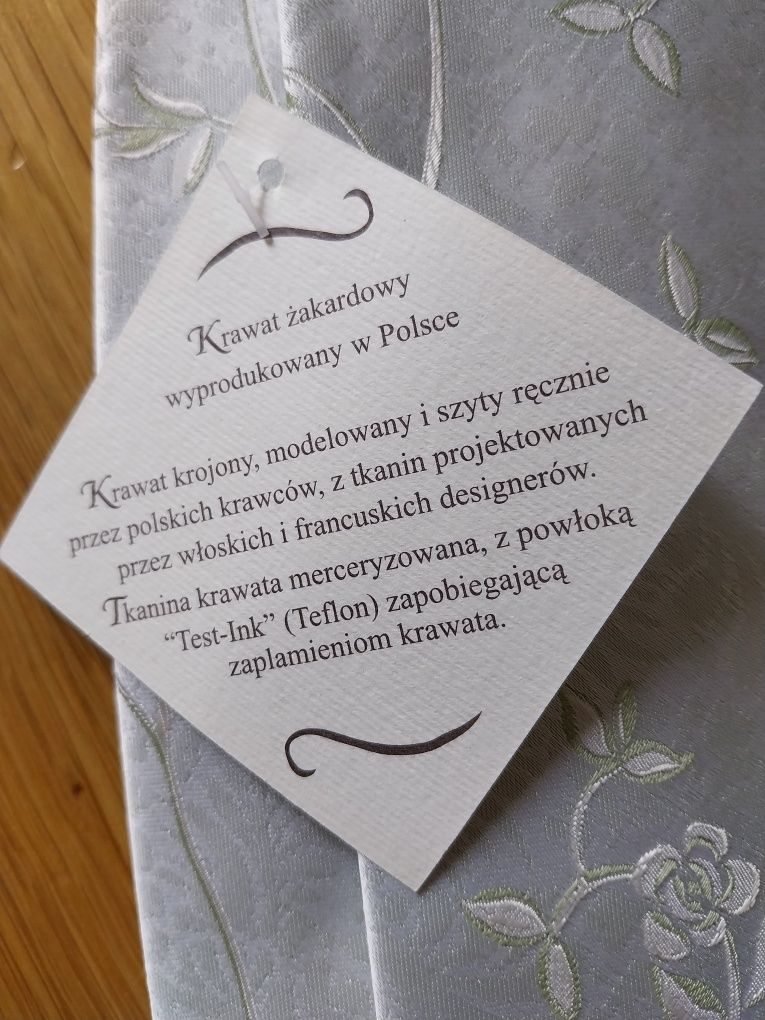 Krawat żakardowy
wyprodukowany w Polsce
Krawat krojony, modelowany i szyty ręcznie
przez polskich krawców, z tkanin projektowanych
przez włoskich i francuskich designerów.
Tkanina krawata merceryzowana, z powłoką
“Test-Ink” (Teflon) zapobiegającą
zaplamieniom krawata.